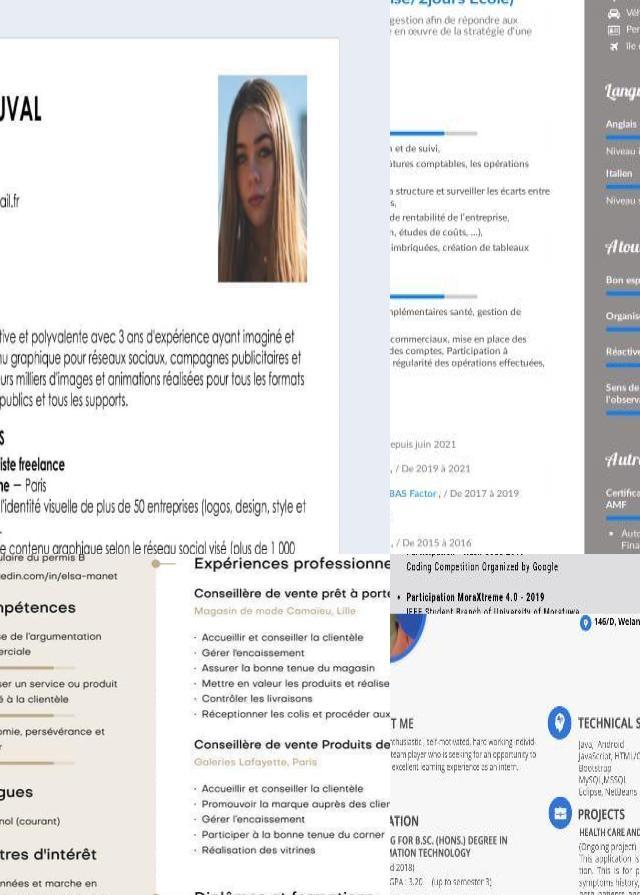 UVAL
ail.fr
tive et polyvalente avec 3 ans d'expérience ayant imaginé et
nu graphique pour réseaux sociaux, campagnes publicitaires et
eurs milliers d'images et animations réalisées pour tous les formats
publics et tous les supports.
S
iste freelance
ne – Paris
l'identité visuelle de plus de 50 entreprises (logos, design, style et
.
e contenu graphique selon le réseau social visé (plus de 1 000
ise/2jours École)
gestion afin de répondre aux
en œuvre de la stratégie d'une
n et de suivi,
tures comptables, les opérations
a structure et surveiller les écarts entre
s,
de rentabilité de l'entreprise,
n, études de coûts, ...),
imbriquées, création de tableaux
mplémentaires santé, gestion de
commerciaux, mise en place des
des comptes, Participation à
régularité des opérations effectuées,
epuis juin 2021
, / De 2019 à 2021
BAS Factor, / De 2017 à 2019
/ De 2015 à 2016
Véh
Per
Ile d
Langu
Anglais
Niveau i
Italien
Niveau s
Atou
Bon esp
Organis
Réactive
Sens de
l'observa
Autre
Certifica
AMF
• Auto
Fina
ulaire du permis B
kedin.com/in/elsa-manet
mpétences
se de l'argumentation
erciale
ser un service ou produit
é à la clientèle
omie, persévérance et
r
gues
nol (courant)
tres d'intérêt
nnées et marche en
Expériences professionne
Conseillère de vente prêt à porte
Magasin de mode Camaïeu, Lille
· Accueillir et conseiller la clientèle
· Gérer l'encaissement
· Assurer la bonne tenue du magasin
· Mettre en valeur les produits et réalise
· Contrôler les livraisons
· Réceptionner les colis et procéder aux
Conseillère de vente Produits de
Galeries Lafayette, Paris
· Accueillir et conseiller la clientèle
· Promouvoir la marque auprès des clien
· Gérer l'encaissement
· Participer à la bonne tenue du corner
· Réalisation des vitrines
Diplômes et formations
Coding Competition Organized by Google
• Participation MoraXtreme 4.0 - 2019
IEEE Student Branch of University of Moratuwa
146/D, Welan
T ME
nthusiastic, self-motivated, hard working individ-
team player who is seeking for an opportunity to
excellent learning experience as an intern.
ATION
G FOR B.SC. (HONS.) DEGREE IN
MATION TECHNOLOGY
d 2018)
GPA : 3.20 (up to semester 3)
TECHNICAL S
Java, Android
JavaScript, HTML/C
Bootstrap
MySQL,MSSQL
Eclipse, NetBeans
PROJECTS
HEALTH CARE AND
(Ongoing project)
This application is
tion. This is for p
symptoms history,